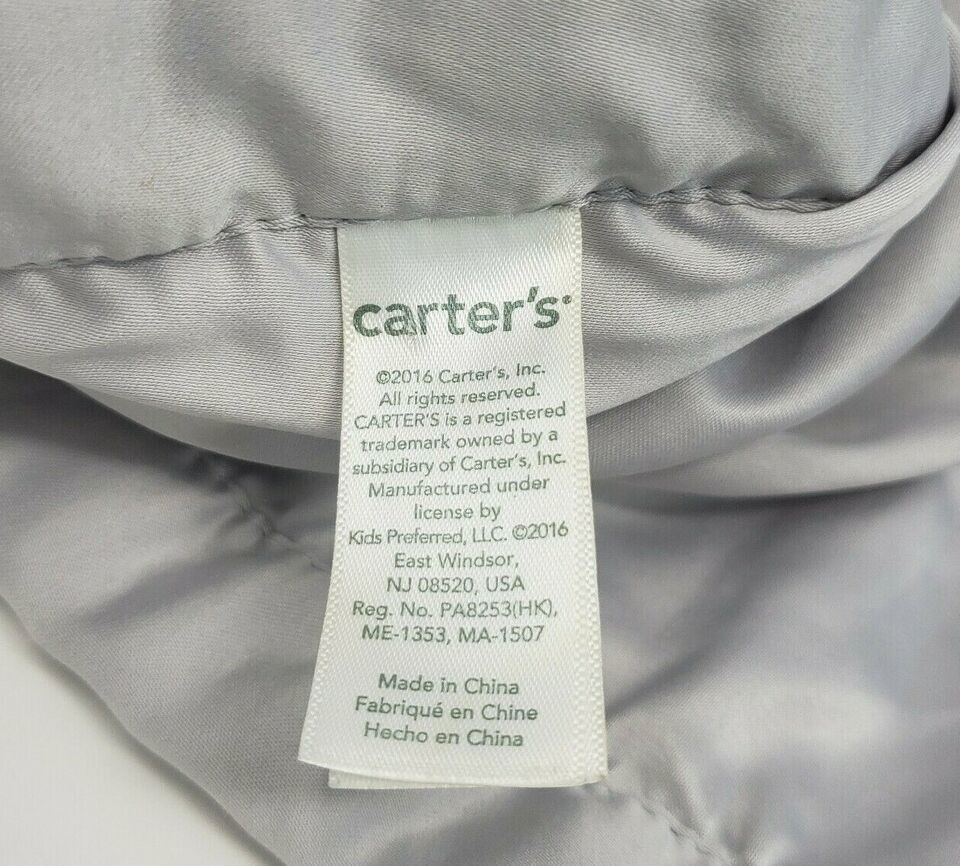 carter's®
©2016 Carter's, Inc.
All rights reserved.
CARTER'S is a registered
trademark owned by a
subsidiary of Carter's, Inc.
Manufactured under
license by
Kids Preferred, LLC. ©2016
East Windsor,
NJ 08520, USA
Reg. No. PA8253(HK),
ME-1353, MA-1507
Made in China
Fabriqué en Chine
Hecho en China